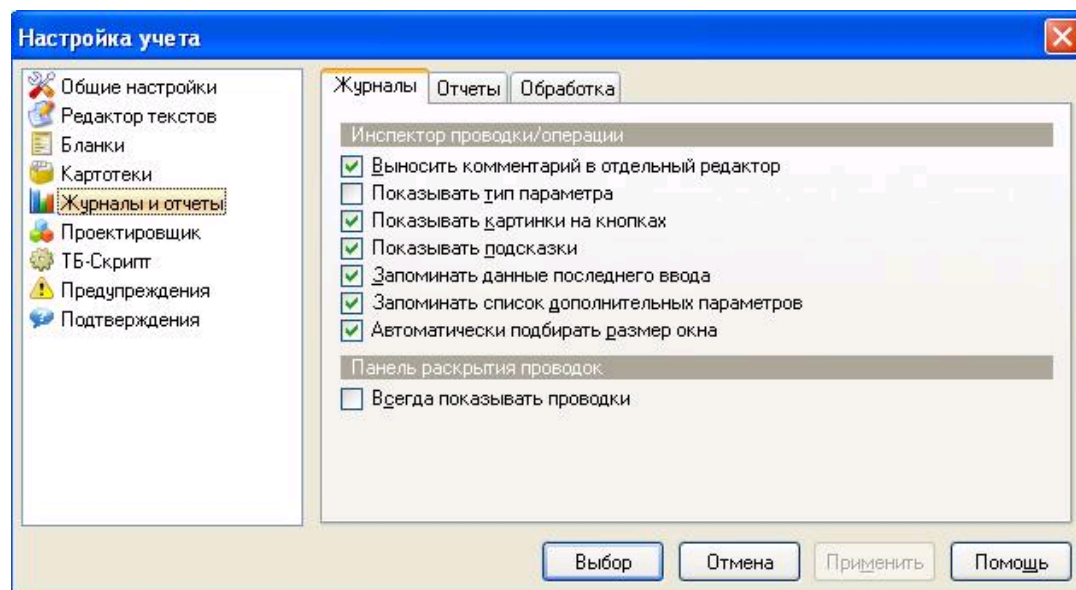 Настройка учета
Общие настройки
Редактор текстов
Бланки
Картотеки
Журналы и отчеты
Проектировщик
ТБ-Скрипт
Предупреждения
Подтверждения
Журналы Отчеты Обработка
Инспектор проводки/операции
Выносить комментарий в отдельный редактор
Показывать тип параметра
Показывать картинки на кнопках
Показывать подсказки
Запоминать данные последнего ввода
Запоминать список дополнительных параметров
Автоматически подбирать размер окна
Панель раскрытия проводок
Всегда показывать проводки
Выбор Отмена Применить Помощь